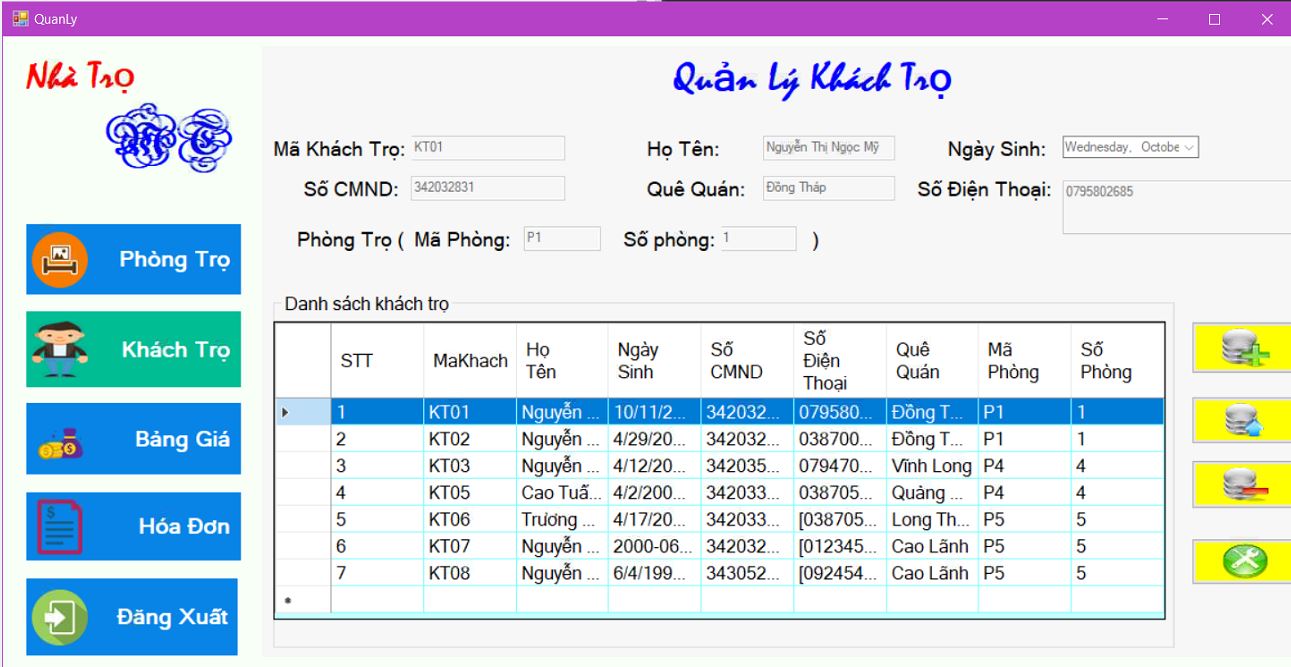 QuanLy
Nhà Trọ
MT
Quản Lý Khách Trọ
Mã Khách Trọ: KT01 Họ Tên: Nguyễn Thị Ngọc Mỹ Ngày Sinh: Wednesday, Octobe
Số CMND: 342032831 Quê Quán: Đồng Tháp Số Điện Thoại: 0795802685
Phòng Trọ ( Mã Phòng: P1 Số phòng: 1 )
Phòng Trọ
Khách Trọ
Bảng Giá
Hóa Đơn
Đăng Xuất
Danh sách khách trọ
STT MaKhach Họ Tên Ngày Sinh Số CMND Số Điện Thoại Quê Quán Mã Phòng Số Phòng
1 KT01 Nguyễn ... 10/11/2... 342032... 079580... Đồng T... P1 1
2 KT02 Nguyễn ... 4/29/20... 342032... 038700... Đồng T... P1 1
3 KT03 Nguyễn ... 4/12/20... 342035... 079470... Vĩnh Long P4 4
4 KT05 Cao Tuấ... 4/2/200... 342033... 038705... Quảng ... P4 4
5 KT06 Trương ... 4/17/20... 342033... [038705... Long Th... P5 5
6 KT07 Nguyễn ... 2000-06... 342032... [012345... Cao Lãnh P5 5
7 KT08 Nguyễn ... 6/4/199... 343052... [092454... Cao Lãnh P5 5